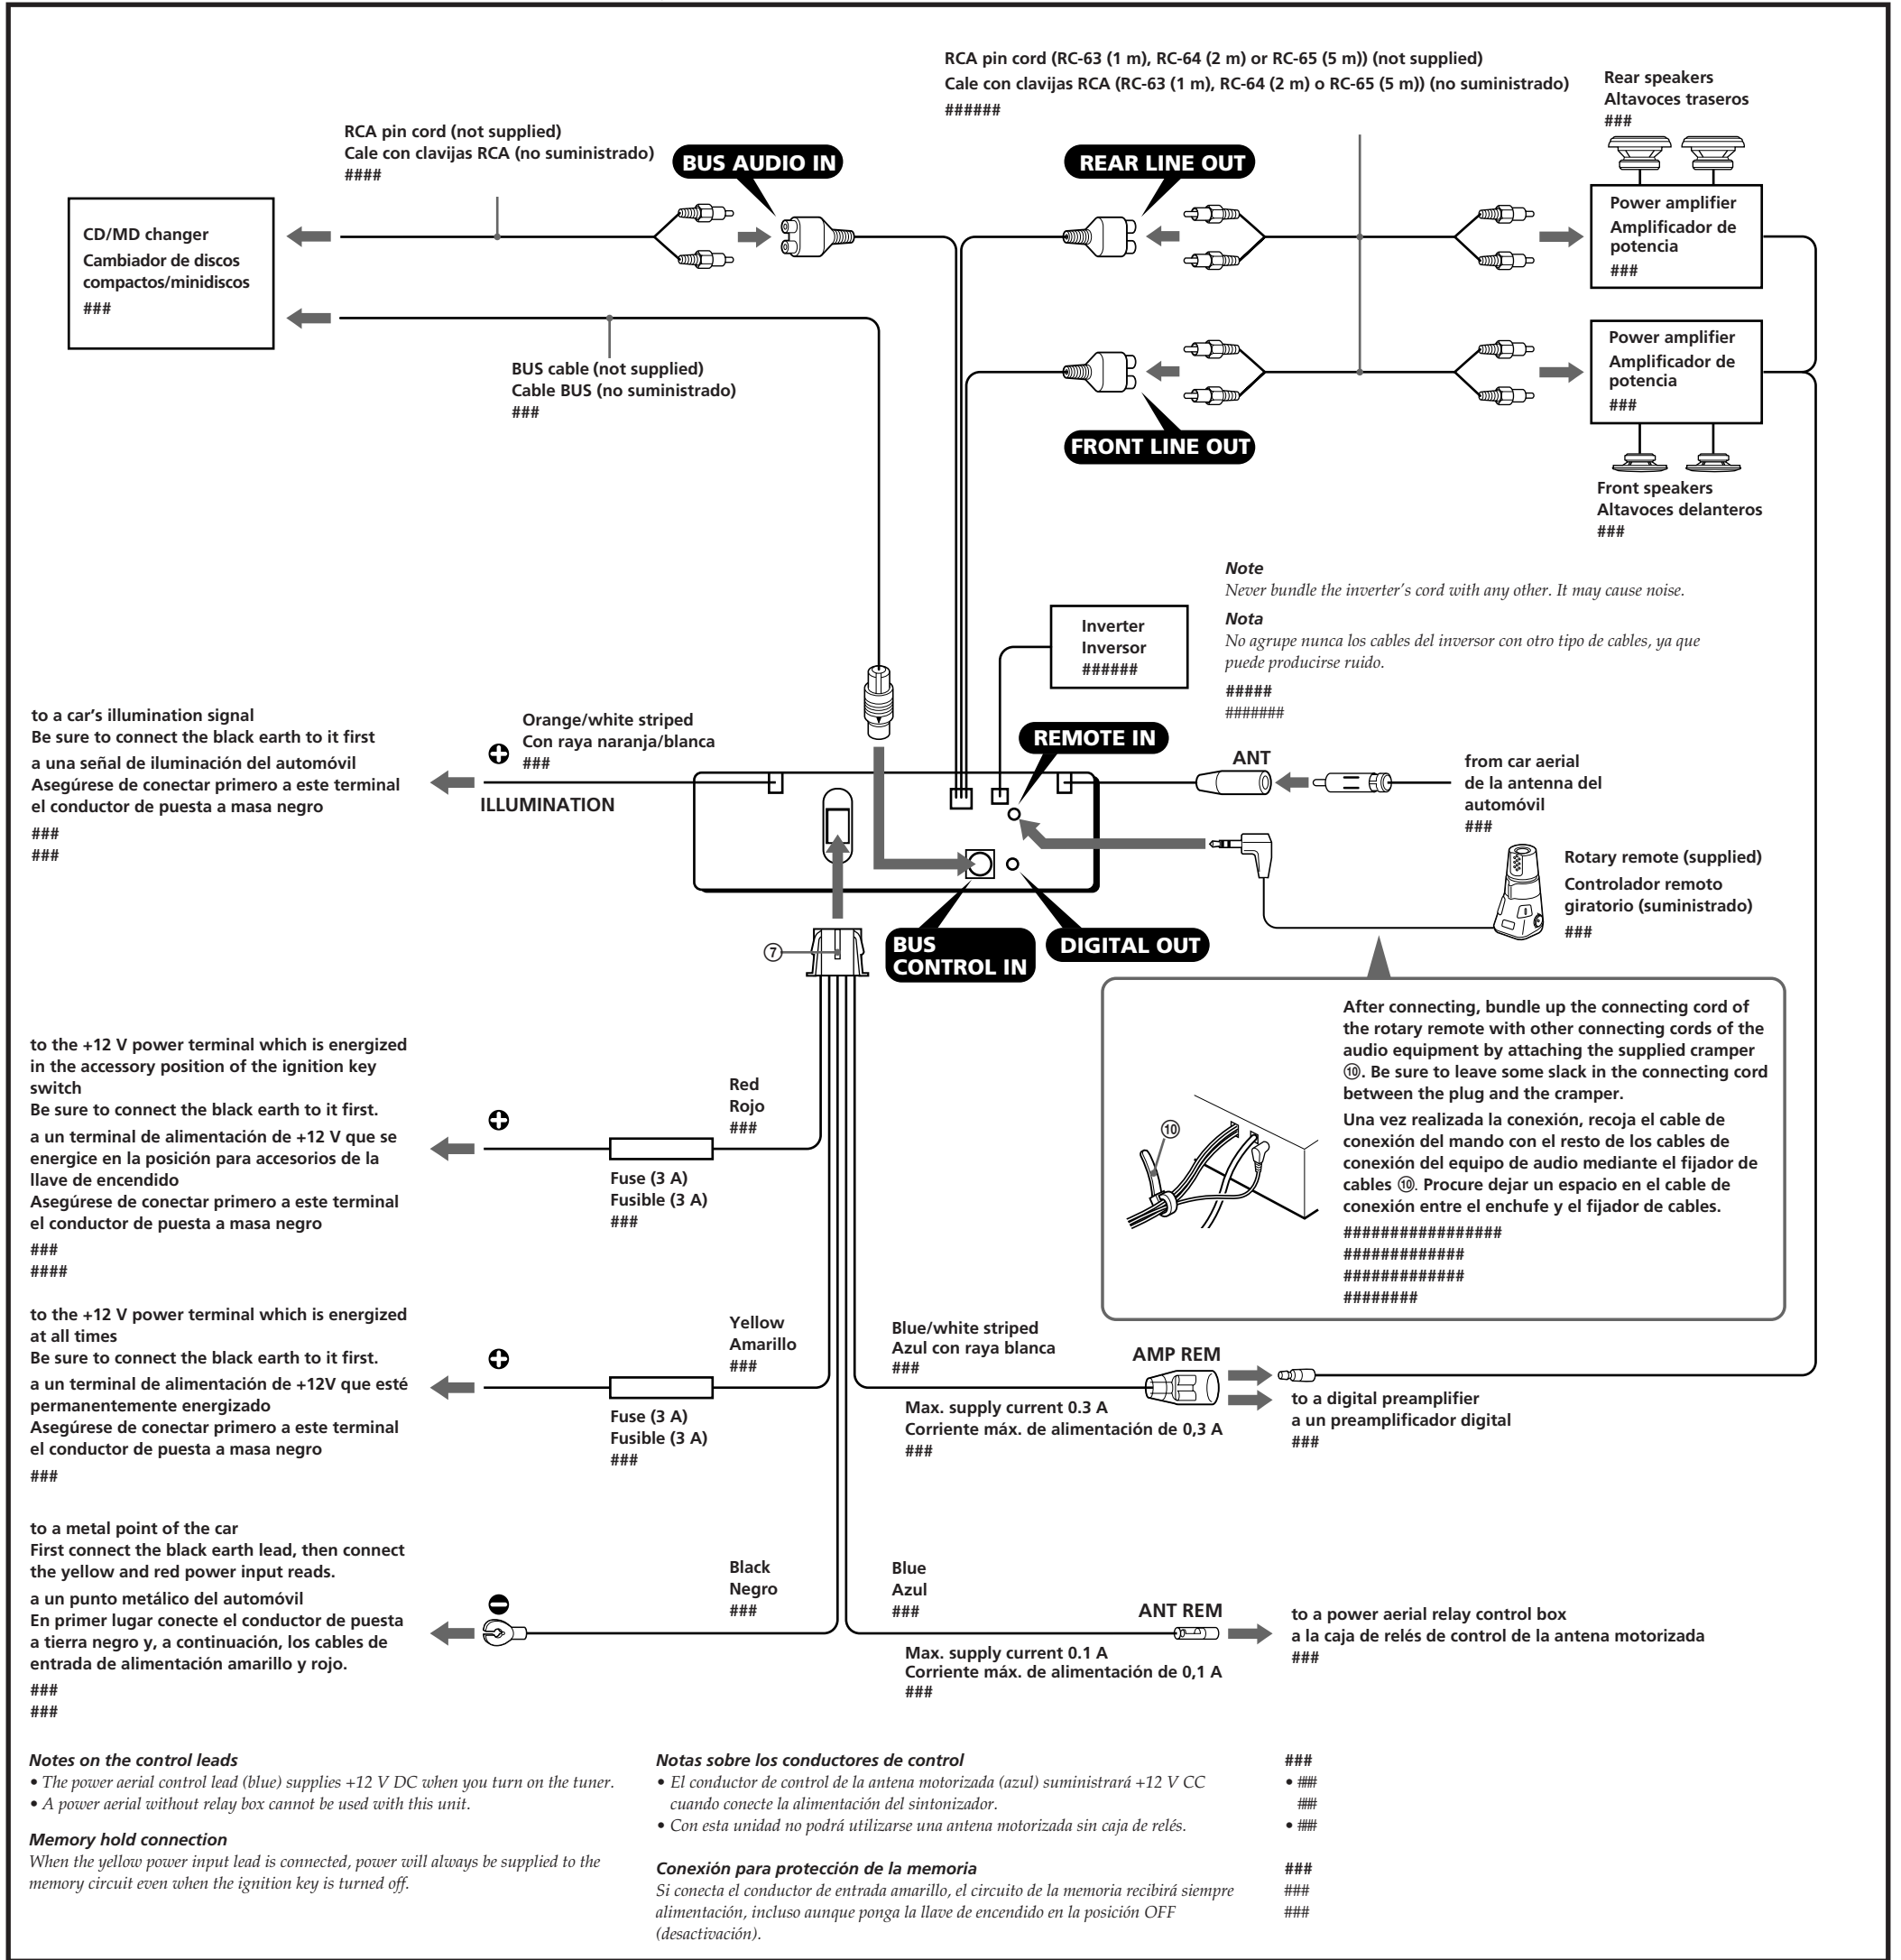 RCA pin cord (RC-63 (1 m), RC-64 (2 m) or RC-65 (5 m)) (not supplied)
Cale con clavijas RCA (RC-63 (1 m), RC-64 (2 m) o RC-65 (5 m)) (no suministrado)
######
Rear speakers
Altavoces traseros
###
RCA pin cord (not supplied)
Cale con clavijas RCA (no suministrado)
####
BUS AUDIO IN
REAR LINE OUT
CD/MD changer
Cambiador de discos
compactos/minidiscos
###
Power amplifier
Amplificador de
potencia
###
BUS cable (not supplied)
Cable BUS (no suministrado)
###
FRONT LINE OUT
Power amplifier
Amplificador de
potencia
###
Front speakers
Altavoces delanteros
###
Note
Never bundle the inverter's cord with any other. It may cause noise.
Nota
No agrupe nunca los cables del inversor con otro tipo de cables, ya que
puede producirse ruido.
#####
#######
Inverter
Inversor
######
to a car's illumination signal
Be sure to connect the black earth to it first
a una señal de iluminación del automóvil
Asegúrese de conectar primero a este terminal
el conductor de puesta a masa negro
###
###
Orange/white striped
Con raya naranja/blanca
###
ILLUMINATION
REMOTE IN
ANT
from car aerial
de la antenna del
automóvil
###
Rotary remote (supplied)
Controlador remoto
giratorio (suministrado)
###
⑦
BUS
CONTROL IN
DIGITAL OUT
After connecting, bundle up the connecting cord of
the rotary remote with other connecting cords of the
audio equipment by attaching the supplied cramper
⑩. Be sure to leave some slack in the connecting cord
between the plug and the cramper.
Una vez realizada la conexión, recoja el cable de
conexión del mando con el resto de los cables de
conexión del equipo de audio mediante el fijador de
cables ⑩. Procure dejar un espacio en el cable de
conexión entre el enchufe y el fijador de cables.
#################
#############
#############
########
⑩
to the +12 V power terminal which is energized
in the accessory position of the ignition key
switch
Be sure to connect the black earth to it first.
a un terminal de alimentación de +12 V que se
energice en la posición para accesorios de la
llave de encendido
Asegúrese de conectar primero a este terminal
el conductor de puesta a masa negro
###
####
Red
Rojo
###
Fuse (3 A)
Fusible (3 A)
###
to the +12 V power terminal which is energized
at all times
Be sure to connect the black earth to it first.
a un terminal de alimentación de +12V que esté
permanentemente energizado
Asegúrese de conectar primero a este terminal
el conductor de puesta a masa negro
###
Yellow
Amarillo
###
Fuse (3 A)
Fusible (3 A)
###
Blue/white striped
Azul con raya blanca
###
AMP REM
Max. supply current 0.3 A
Corriente máx. de alimentación de 0,3 A
###
to a digital preamplifier
a un preamplificador digital
###
to a metal point of the car
First connect the black earth lead, then connect
the yellow and red power input reads.
a un punto metálico del automóvil
En primer lugar conecte el conductor de puesta
a tierra negro y, a continuación, los cables de
entrada de alimentación amarillo y rojo.
###
###
Black
Negro
###
Blue
Azul
###
ANT REM
Max. supply current 0.1 A
Corriente máx. de alimentación de 0,1 A
###
to a power aerial relay control box
a la caja de relés de control de la antena motorizada
###
Notes on the control leads
• The power aerial control lead (blue) supplies +12 V DC when you turn on the tuner.
• A power aerial without relay box cannot be used with this unit.
Memory hold connection
When the yellow power input lead is connected, power will always be supplied to the
memory circuit even when the ignition key is turned off.
Notas sobre los conductores de control
• El conductor de control de la antena motorizada (azul) suministrará +12 V CC
cuando conecte la alimentación del sintonizador.
• Con esta unidad no podrá utilizarse una antena motorizada sin caja de relés.
Conexión para protección de la memoria
Si conecta el conductor de entrada amarillo, el circuito de la memoria recibirá siempre
alimentación, incluso aunque ponga la llave de encendido en la posición OFF
(desactivación).
###
• ###
###
• ###
###
###
###